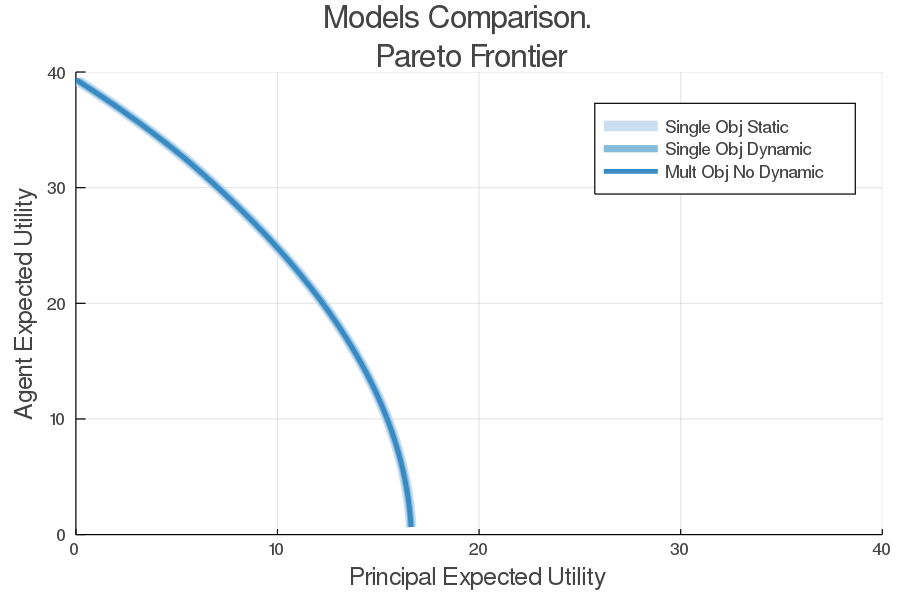 Models Comparison.
Pareto Frontier
40
30
20
10
0
Agent Expected Utility
Single Obj Static
Single Obj Dynamic
Mult Obj No Dynamic
0 10 20 30 40
Principal Expected Utility